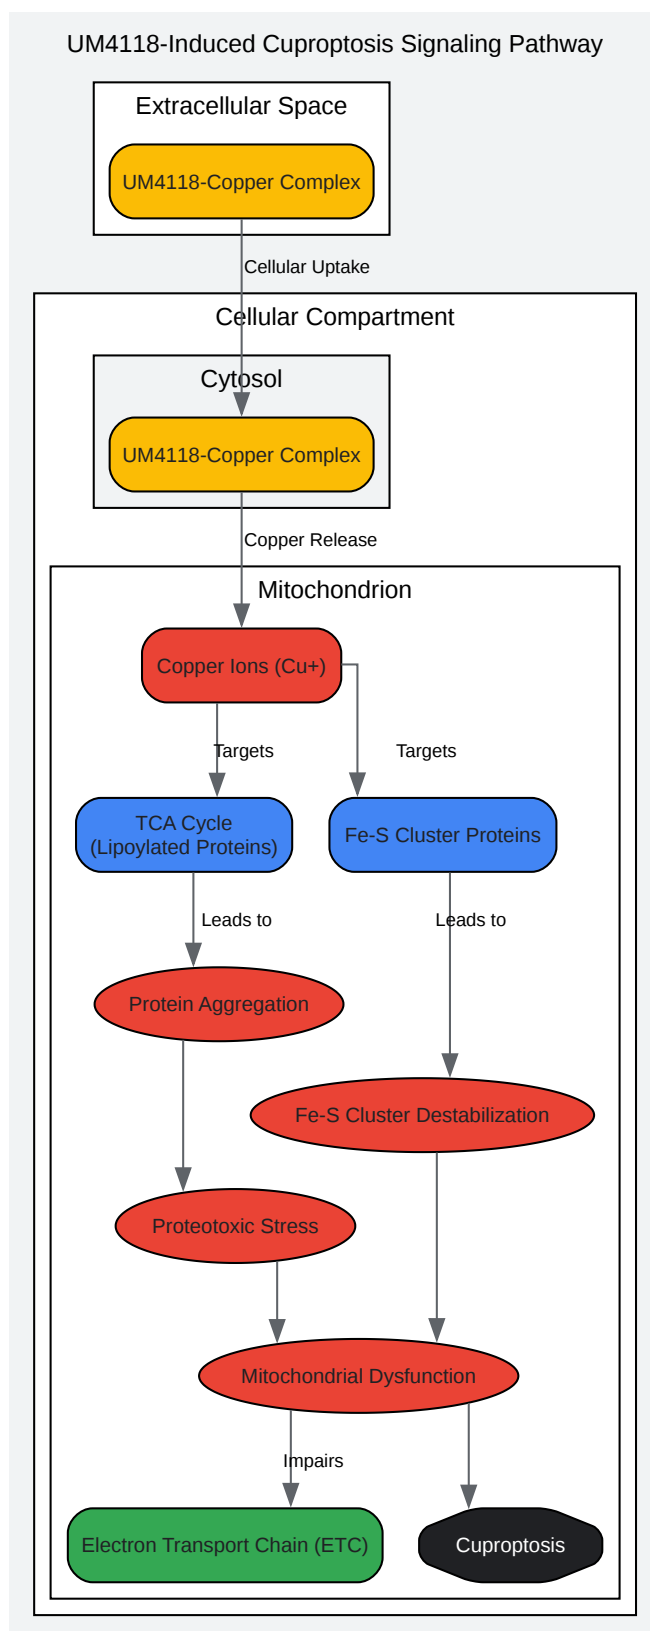 UM4118-Induced Cuproptosis Signaling Pathway
Extracellular Space
UM4118-Copper Complex
Cellular Uptake
Cellular Compartment
Cytosol
UM4118-Copper Complex
Copper Release
Mitochondrion
Copper Ions (Cu+)
Targets
Targets
TCA Cycle
(Lipoylated Proteins)
Fe-S Cluster Proteins
Leads to
Leads to
Protein Aggregation
Fe-S Cluster Destabilization
Proteotoxic Stress
Mitochondrial Dysfunction
Impairs
Electron Transport Chain (ETC)
Cuproptosis